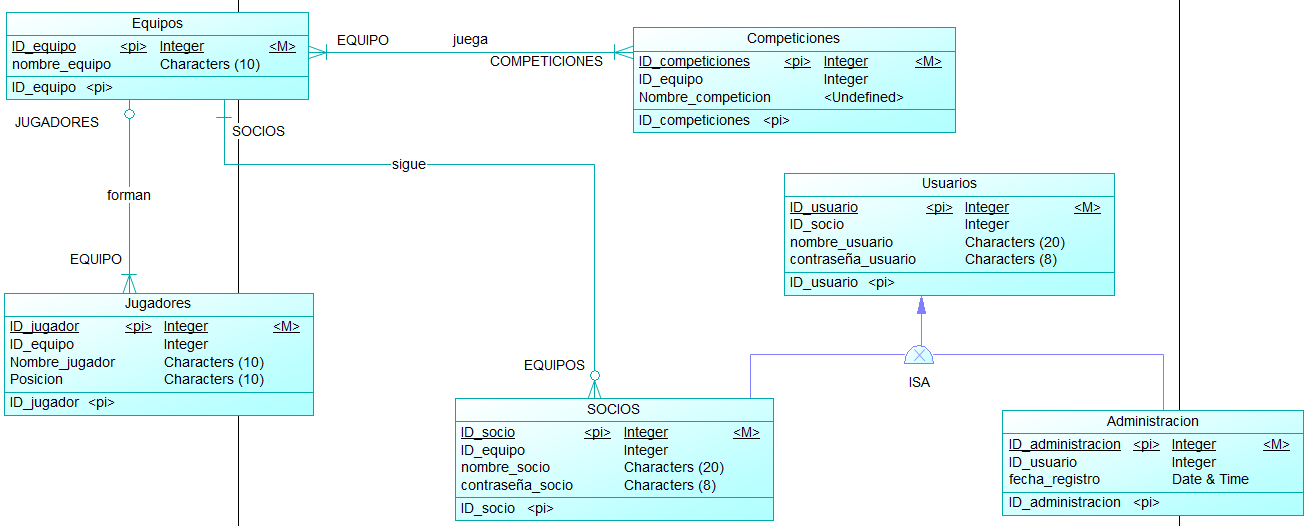 Equipos
ID_equipo <pi> Integer <M>
nombre_equipo Characters (10)
ID_equipo <pi>
EQUIPO
juega
COMPETICIONES
Competiciones
ID_competiciones <pi> Integer <M>
ID_equipo Integer
Nombre_competicion <Undefined>
ID_competiciones <pi>
JUGADORES
SOCIOS
sigue
forman
EQUIPO
Usuarios
ID_usuario <pi> Integer <M>
ID_socio Integer
nombre_usuario Characters (20)
contraseña_usuario Characters (8)
ID_usuario <pi>
Jugadores
ID_jugador <pi> Integer <M>
ID_equipo Integer
Nombre_jugador Characters (10)
Posicion Characters (10)
ID_jugador <pi>
EQUIPOS
ISA
SOCIOS
ID_socio <pi> Integer <M>
ID_equipo Integer
nombre_socio Characters (20)
contraseña_socio Characters (8)
ID_socio <pi>
Administracion
ID_administracion <pi> Integer <M>
ID_usuario Integer
fecha_registro Date & Time
ID_administracion <pi>